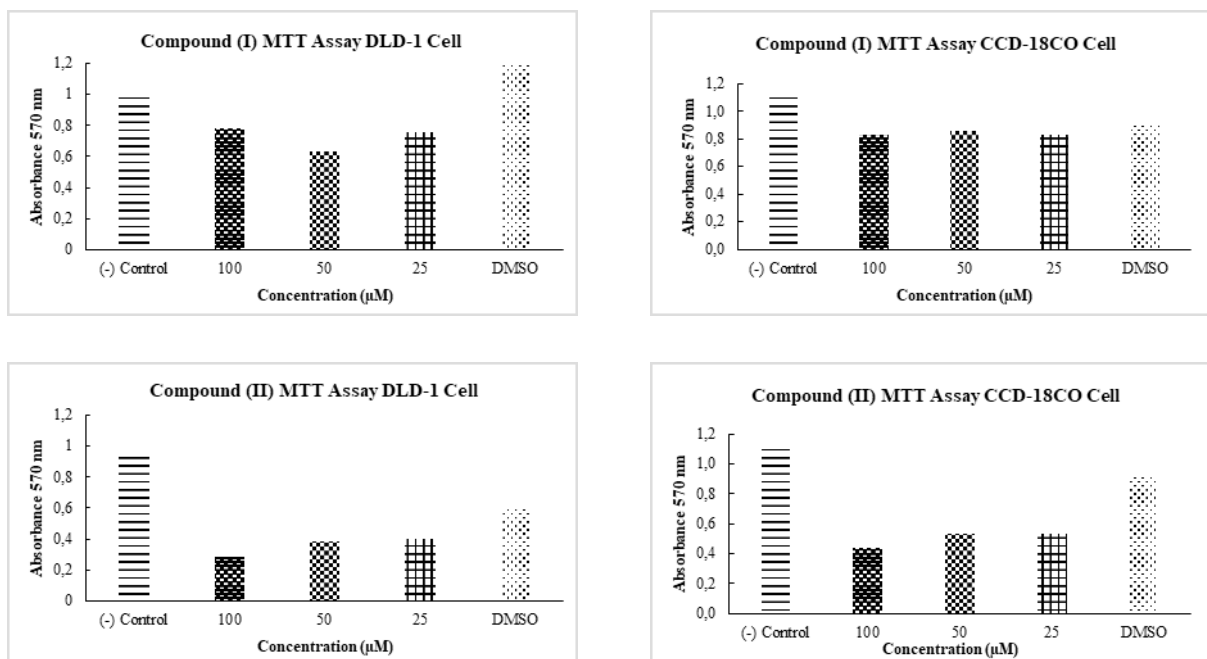 Compound (I) MTT Assay DLD-1 Cell
Absorbance 570 nm
1,2
1
0,8
0,6
0,4
0,2
0
(-) Control 100 50 25 DMSO
Concentration (µM)
Compound (I) MTT Assay CCD-18CO Cell
Absorbance 570 nm
1,2
1,0
0,8
0,6
0,4
0,2
0,0
(-) Control 100 50 25 DMSO
Concentration (µM)
Compound (II) MTT Assay DLD-1 Cell
Absorbance 570 nm
1,2
1
0,8
0,6
0,4
0,2
0
(-) Control 100 50 25 DMSO
Concentration (µM)
Compound (II) MTT Assay CCD-18CO Cell
Absorbance 570 nm
1,2
1,0
0,8
0,6
0,4
0,2
0,0
(-) Control 100 50 25 DMSO
Concentration (µM)